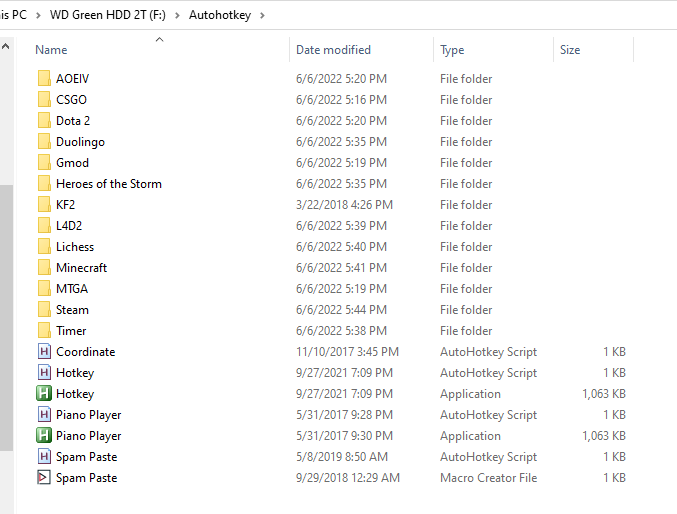 his PC > WD Green HDD 2T (F:) > Autohotkey >
Name Date modified Type Size
AOEIV 6/6/2022 5:20 PM File folder
CSGO 6/6/2022 5:16 PM File folder
Dota 2 6/6/2022 5:20 PM File folder
Duolingo 6/6/2022 5:35 PM File folder
Gmod 6/6/2022 5:19 PM File folder
Heroes of the Storm 6/6/2022 5:35 PM File folder
KF2 3/22/2018 4:26 PM File folder
L4D2 6/6/2022 5:39 PM File folder
Lichess 6/6/2022 5:40 PM File folder
Minecraft 6/6/2022 5:41 PM File folder
MTGA 6/6/2022 5:19 PM File folder
Steam 6/6/2022 5:44 PM File folder
Timer 6/6/2022 5:38 PM File folder
Coordinate 11/10/2017 3:45 PM AutoHotkey Script 1 KB
Hotkey 9/27/2021 7:09 PM AutoHotkey Script 1 KB
Hotkey 9/27/2021 7:09 PM Application 1,063 KB
Piano Player 5/31/2017 9:28 PM AutoHotkey Script 1 KB
Piano Player 5/31/2017 9:30 PM Application 1,063 KB
Spam Paste 5/8/2019 8:50 AM AutoHotkey Script 1 KB
Spam Paste 9/29/2018 12:29 AM Macro Creator File 1 KB